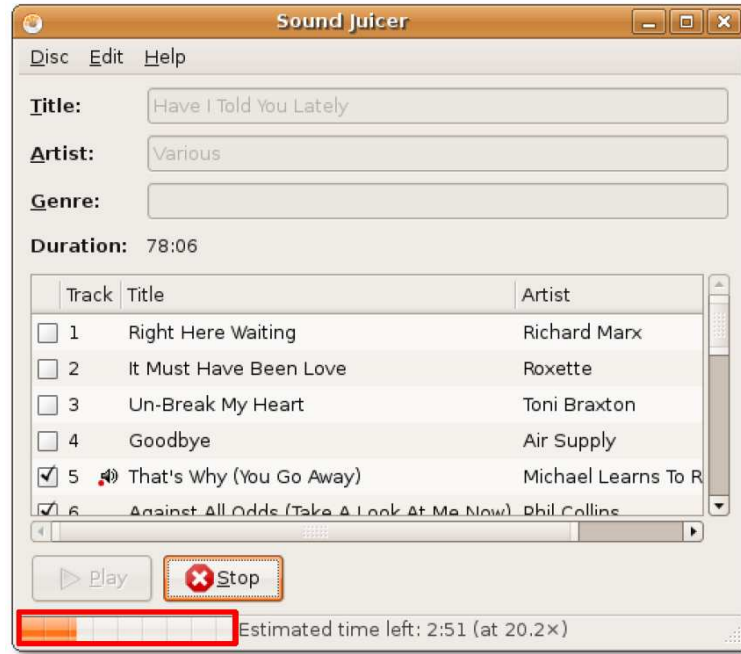 Sound Juicer
Disc Edit Help
Title: Have I Told You Lately
Artist: Various
Genre:
Duration: 78:06
Track Title Artist
1 Right Here Waiting Richard Marx
2 It Must Have Been Love Roxette
3 Un-Break My Heart Toni Braxton
4 Goodbye Air Supply
5 That's Why (You Go Away) Michael Learns To R
6 Against All Odds (Take A Look At Me Now) Phil Collins
Play Stop
Estimated time left: 2:51 (at 20.2×)